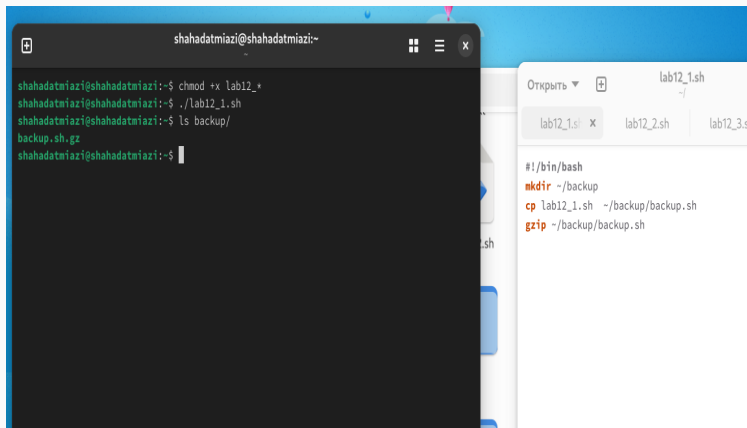 shahadatmiazi@shahadatmiazi:~
~
shahadatmiazi@shahadatmiazi:~$ chmod +x lab12_*
shahadatmiazi@shahadatmiazi:~$ ./lab12_1.sh
shahadatmiazi@shahadatmiazi:~$ ls backup/
backup.sh.gz
shahadatmiazi@shahadatmiazi:~$
.sh
Открыть
lab12_1.sh
~/
lab12_1.sh
lab12_2.sh
lab12_3.s
#!/bin/bash
mkdir ~/backup
cp lab12_1.sh  ~/backup/backup.sh
gzip ~/backup/backup.sh